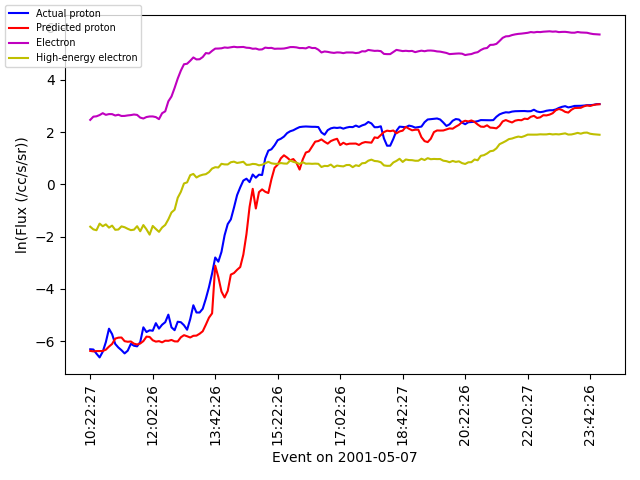 Actual proton
Predicted proton
Electron
High-energy electron
4
2
0
−2
−4
−6
ln(Flux (/cc/s/sr))
10:22:27
12:02:26
13:42:26
15:22:26
17:02:26
18:42:27
20:22:26
22:02:27
23:42:26
Event on 2001-05-07